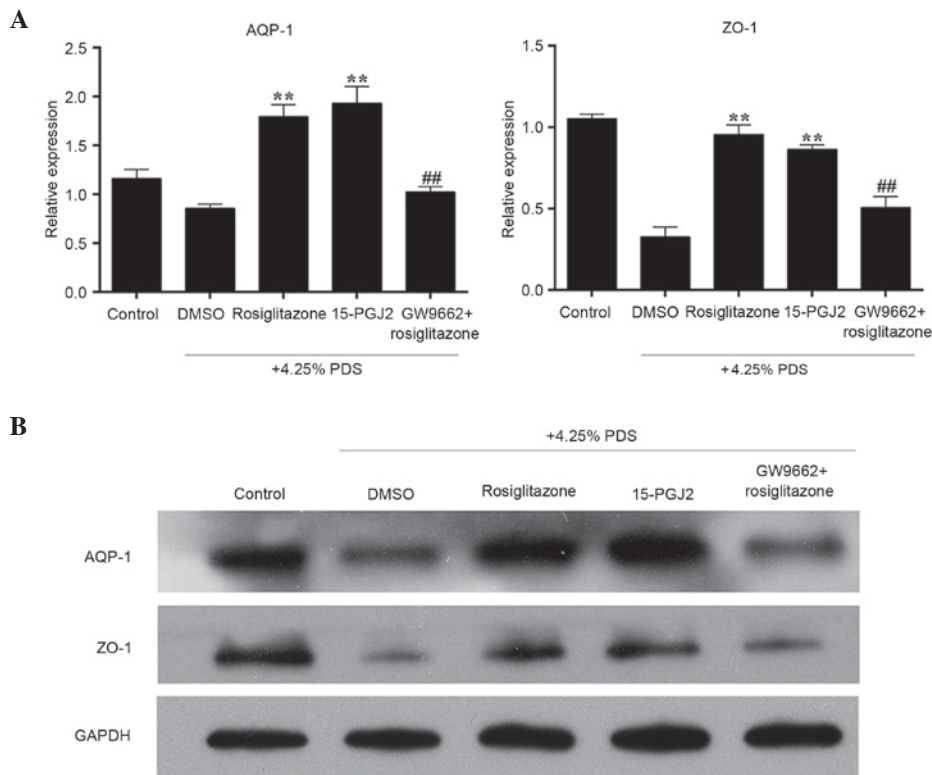 A
AQP-1
Relative expression
2.5
2.0
1.5
1.0
0.5
0.0
**
**
##
Control
DMSO
Rosiglitazone
15-PGJ2
GW9662+
rosiglitazone
+4.25% PDS
ZO-1
Relative expression
1.5
1.0
0.5
0.0
**
**
##
Control
DMSO
Rosiglitazone
15-PGJ2
GW9662+
rosiglitazone
+4.25% PDS
B
+4.25% PDS
Control
DMSO
Rosiglitazone
15-PGJ2
GW9662+
rosiglitazone
AQP-1
ZO-1
GAPDH